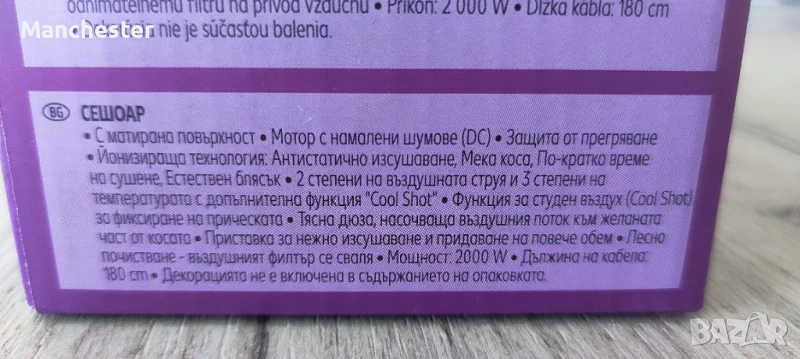 odnímateľnému filtru na prívod vzduchu • Príkon: 2 000 W • Dĺžka kábla: 180 cm
Manchester
nie je súčasťou balenia.
BG СЕШОАР
• С матирана повърхност • Мотор с намалени шумове (DC) • Защита от прегряване
• Йонизираща технология: Антистатично изсушаване, Мека коса, По-кратко време
на сушене, Естествен блясък • 2 степени на въздушната струя и 3 степени на
температурата с допълнителна функция "Cool Shot" • Функция за студен въздух (Cool Shot)
за фиксиране на прическата • Тясна дюза, насочваща въздушния поток към желаната
част от косата • Приставка за нежно изсушаване и придаване на повече обем • Лесно
почистване - въздушният филтър се сваля • Мощност: 2000 W • Дължина на кабела:
180 cm • Декорацията не е включена в съдържанието на опаковката.
BAZAR